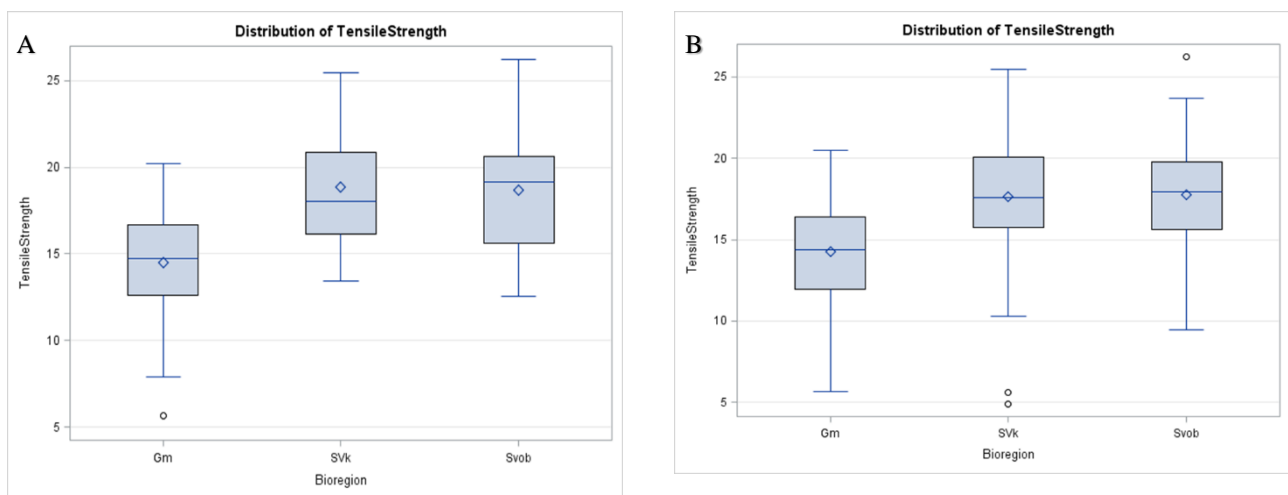 A
Distribution of TensileStrength
TensileStrength
25
20
15
10
5
Gm SVk Svob
Bioregion
B
Distribution of TensileStrength
TensileStrength
25
20
15
10
5
Gm SVk Svob
Bioregion